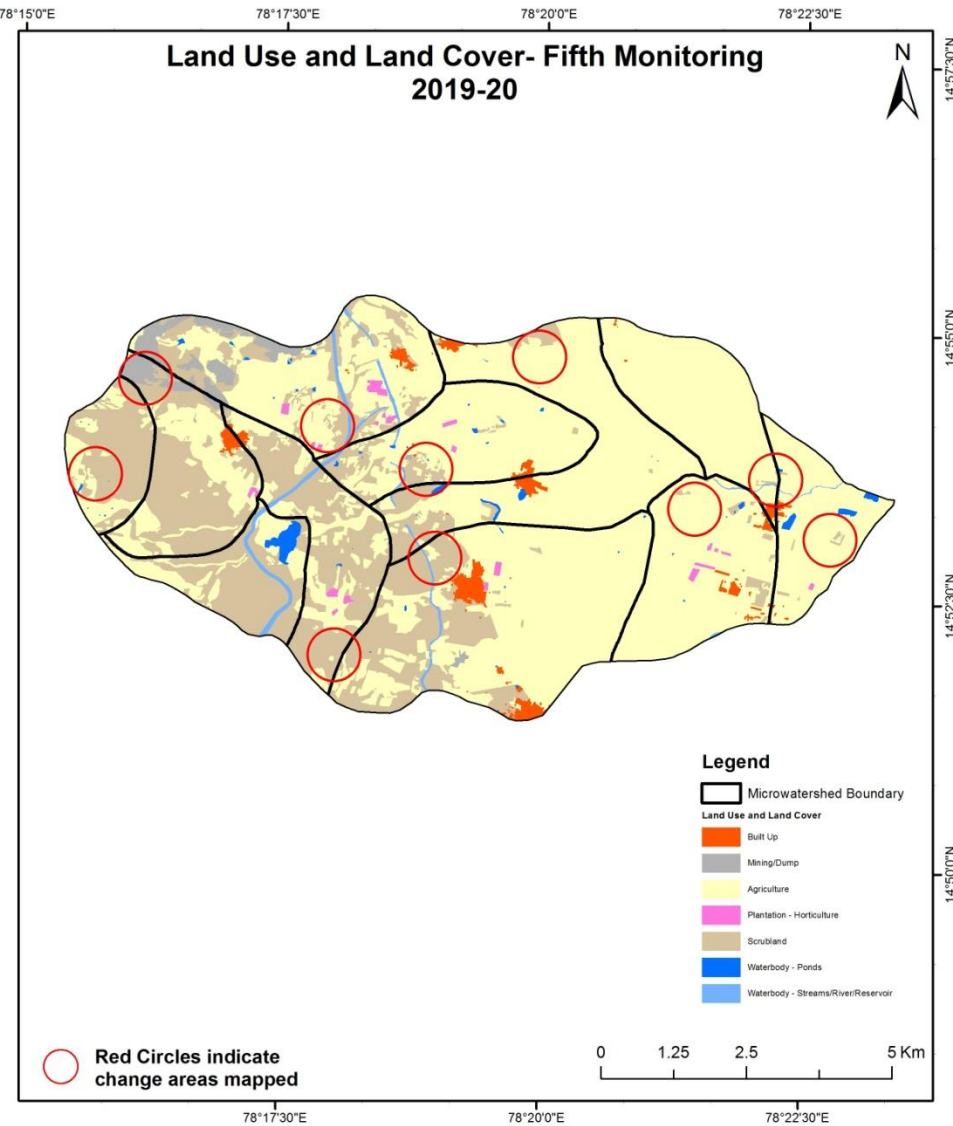 78°15'0"E 78°17'30"E 78°20'0"E 78°22'30"E
Land Use and Land Cover- Fifth Monitoring
2019-20
N
14°57'30"N
14°55'0"N
14°52'30"N
Legend
Microwatershed Boundary
Land Use and Land Cover
Built Up
Mining/Dump
Agriculture
Plantation - Horticulture
Scrubland
Waterbody - Ponds
Waterbody - Streams/River/Reservoir
14°50'0"N
Red Circles indicate
change areas mapped
0 1.25 2.5 5 Km
78°17'30"E 78°20'0"E 78°22'30"E